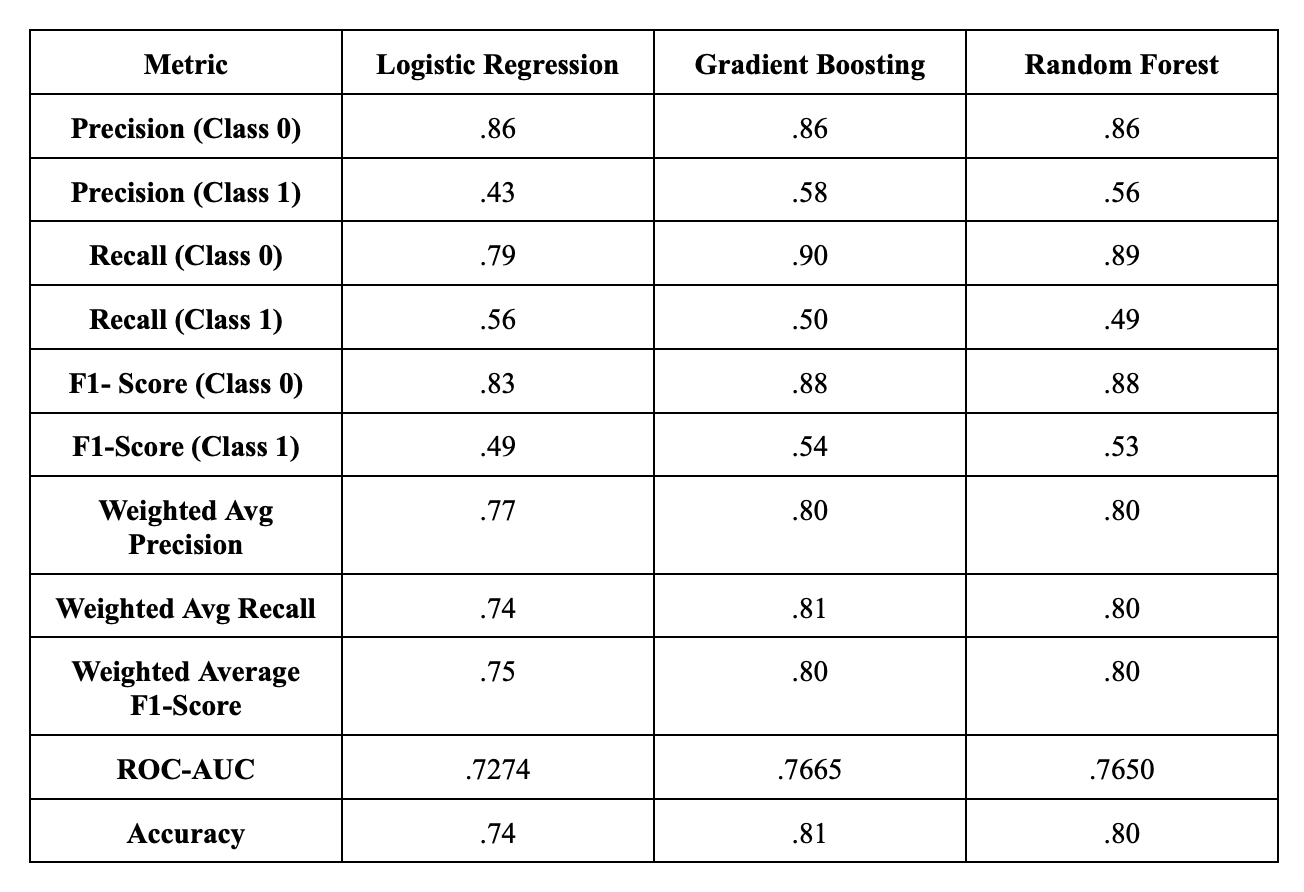 Metric Logistic Regression Gradient Boosting Random Forest
Precision (Class 0) .86 .86 .86
Precision (Class 1) .43 .58 .56
Recall (Class 0) .79 .90 .89
Recall (Class 1) .56 .50 .49
F1- Score (Class 0) .83 .88 .88
F1-Score (Class 1) .49 .54 .53
Weighted Avg .77 .80 .80
Precision
Weighted Avg Recall .74 .81 .80
Weighted Average .75 .80 .80
F1-Score
ROC-AUC .7274 .7665 .7650
Accuracy .74 .81 .80